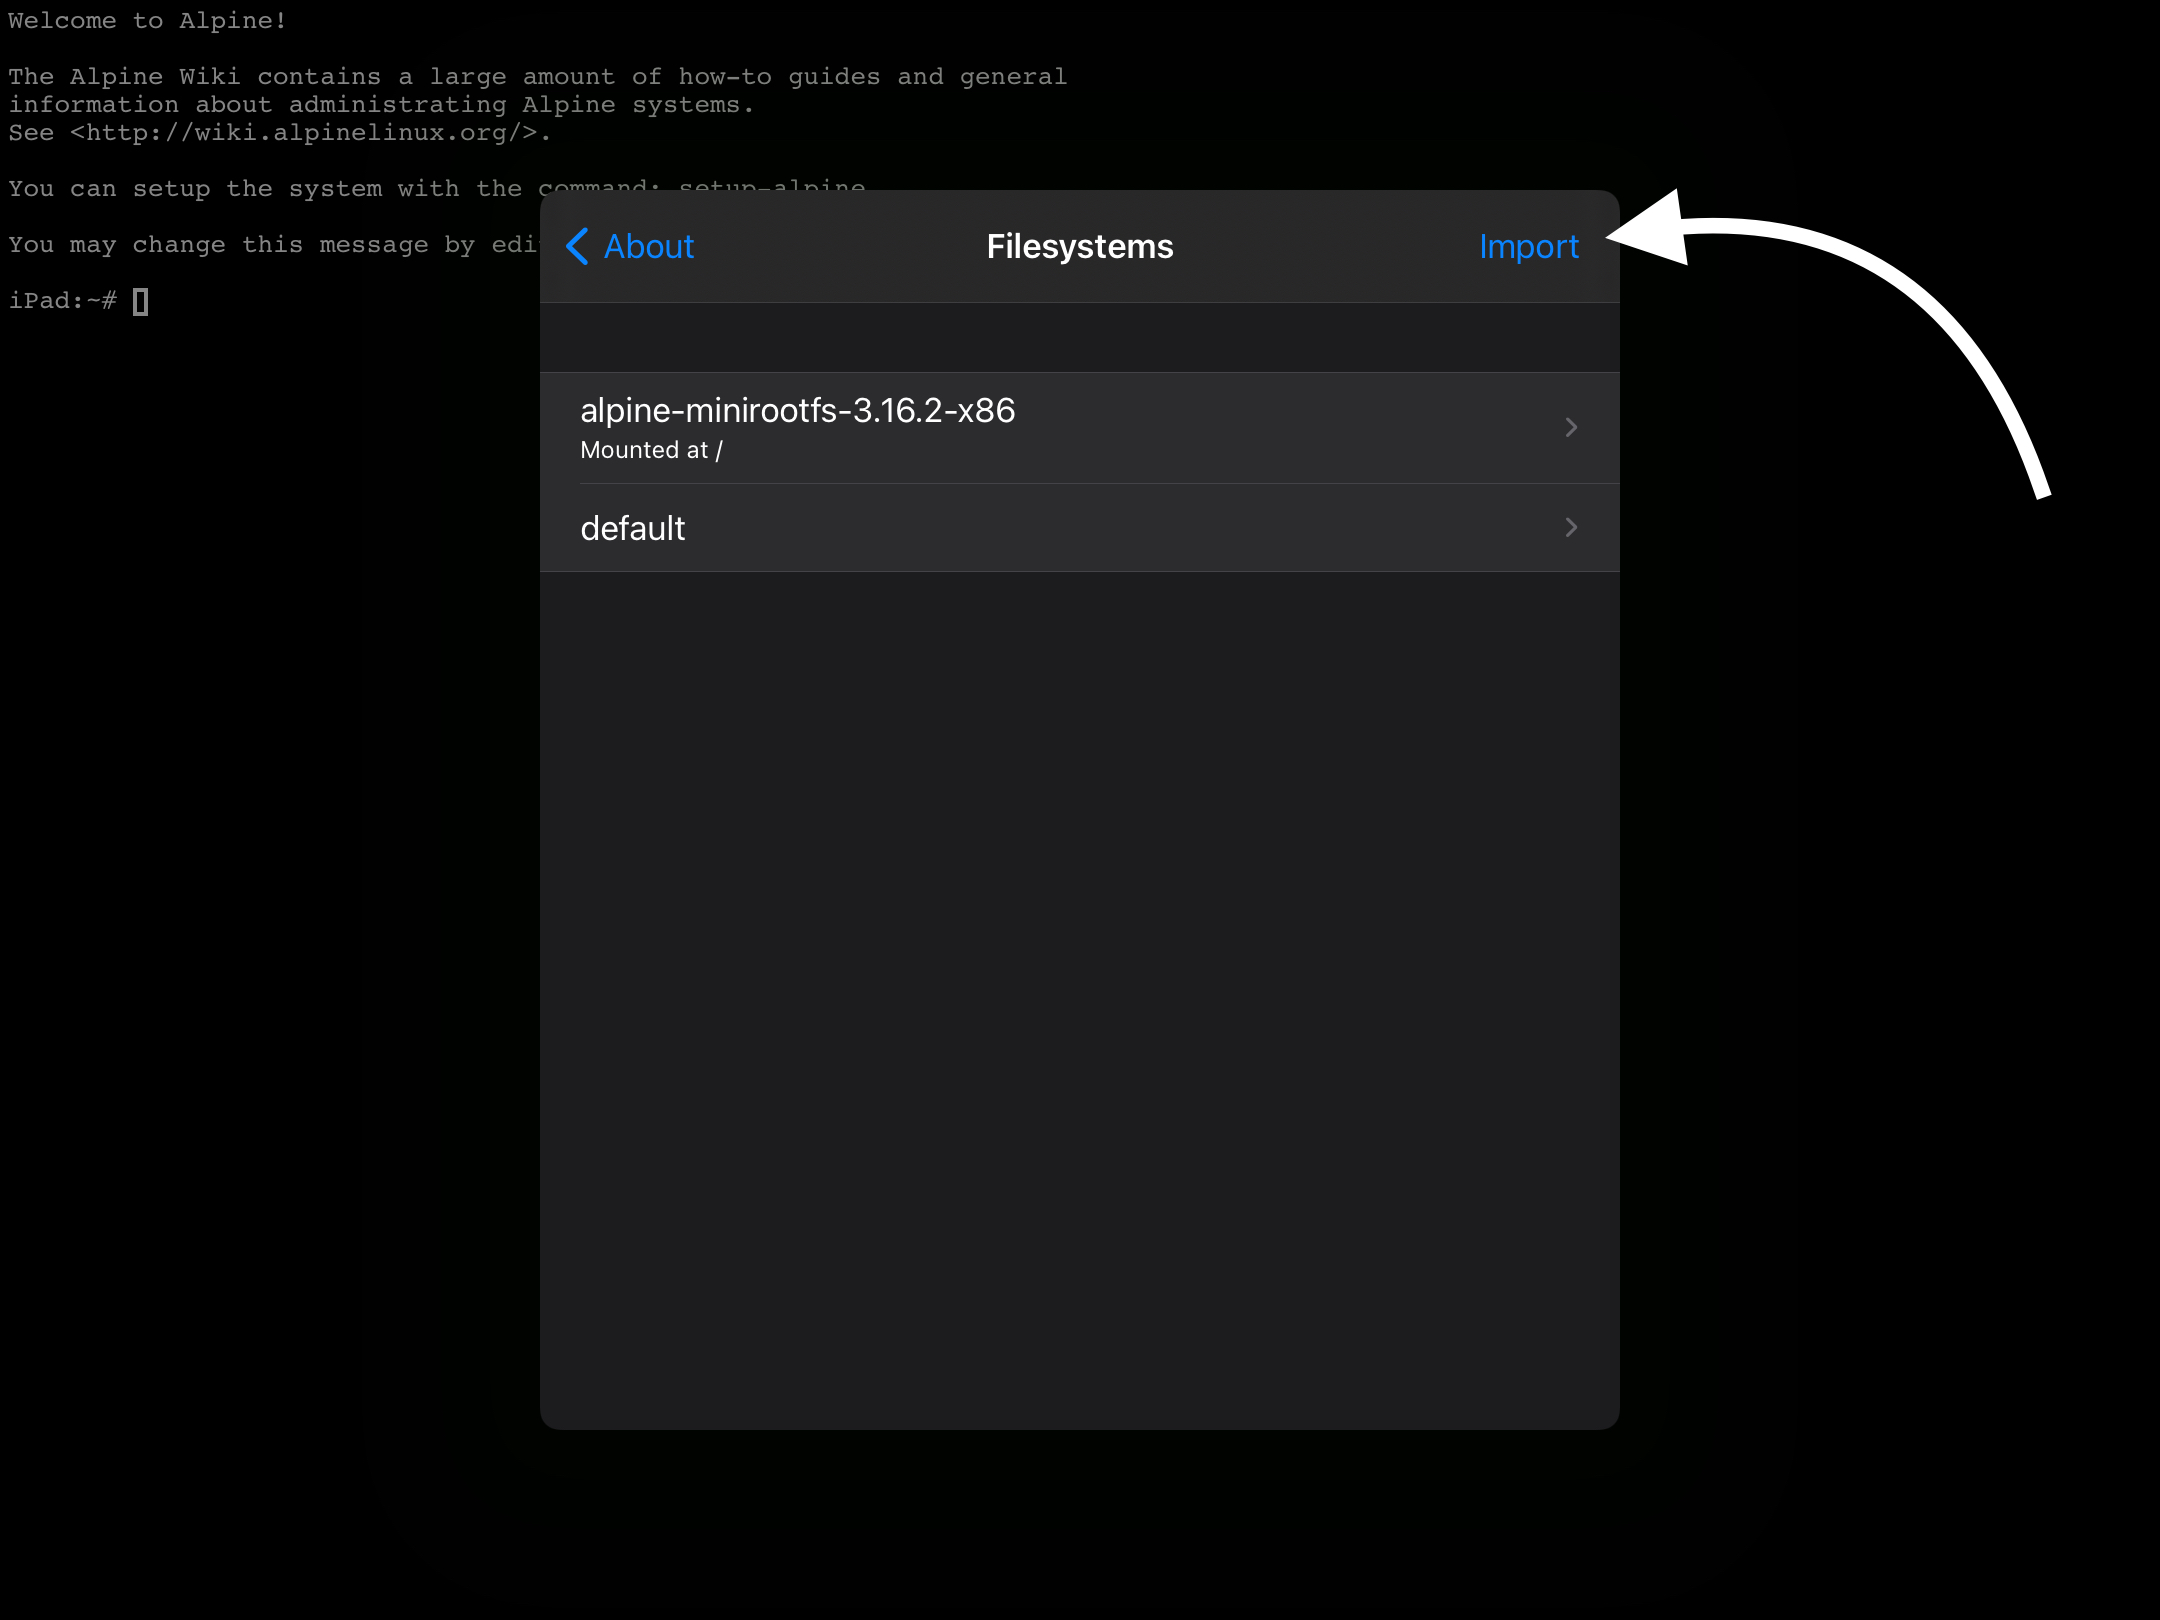 Welcome to Alpine!
The Alpine Wiki contains a large amount of how-to guides and general
information about administrating Alpine systems.
See <http://wiki.alpinelinux.org/>.
You can setup the system with the command: setup-alpine
You may change this message by edi
iPad:~#
About
Filesystems
Import
alpine-minirootfs-3.16.2-x86
Mounted at /
default